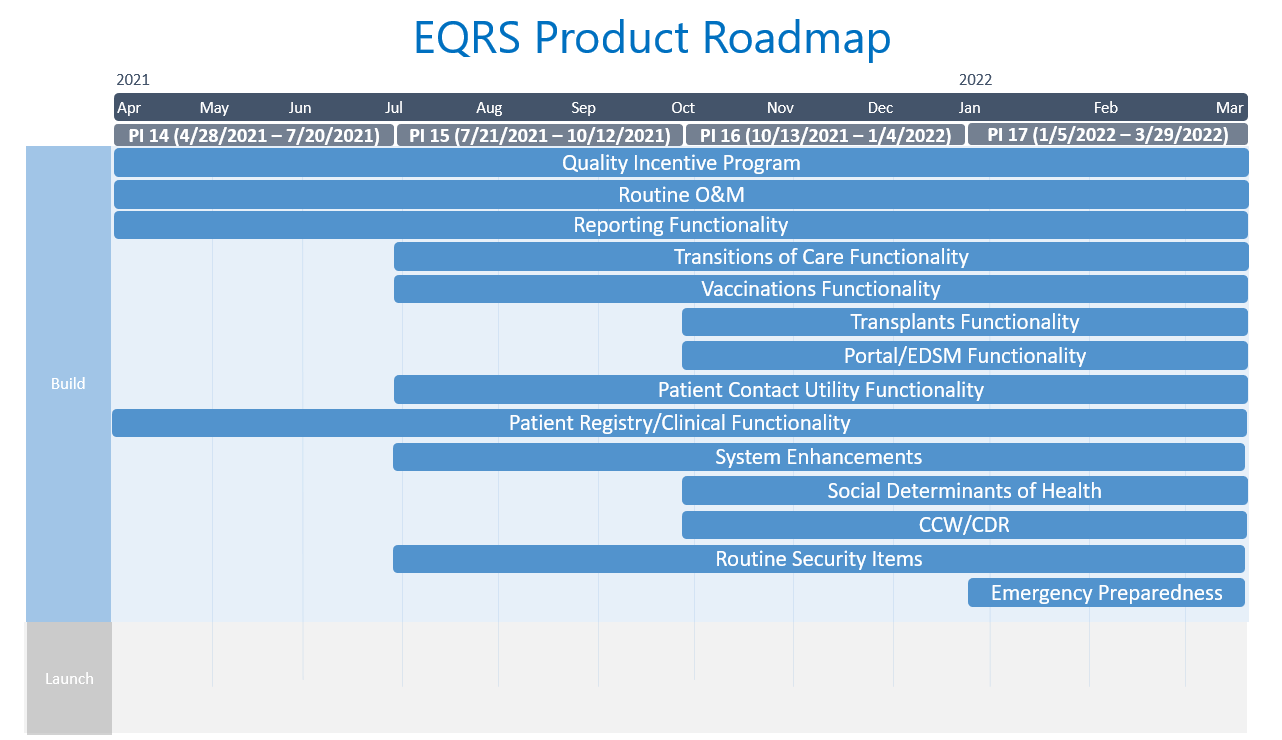 EQRS Product Roadmap
2021 2022
Apr May Jun Jul Aug Sep Oct Nov Dec Jan Feb Mar
PI 14 (4/28/2021 – 7/20/2021) PI 15 (7/21/2021 – 10/12/2021) PI 16 (10/13/2021 – 1/4/2022) PI 17 (1/5/2022 – 3/29/2022)
Quality Incentive Program
Routine O&M
Reporting Functionality
Transitions of Care Functionality
Vaccinations Functionality
Transplants Functionality
Portal/EDSM Functionality
Build
Patient Contact Utility Functionality
Patient Registry/Clinical Functionality
System Enhancements
Social Determinants of Health
CCW/CDR
Routine Security Items
Emergency Preparedness
Launch